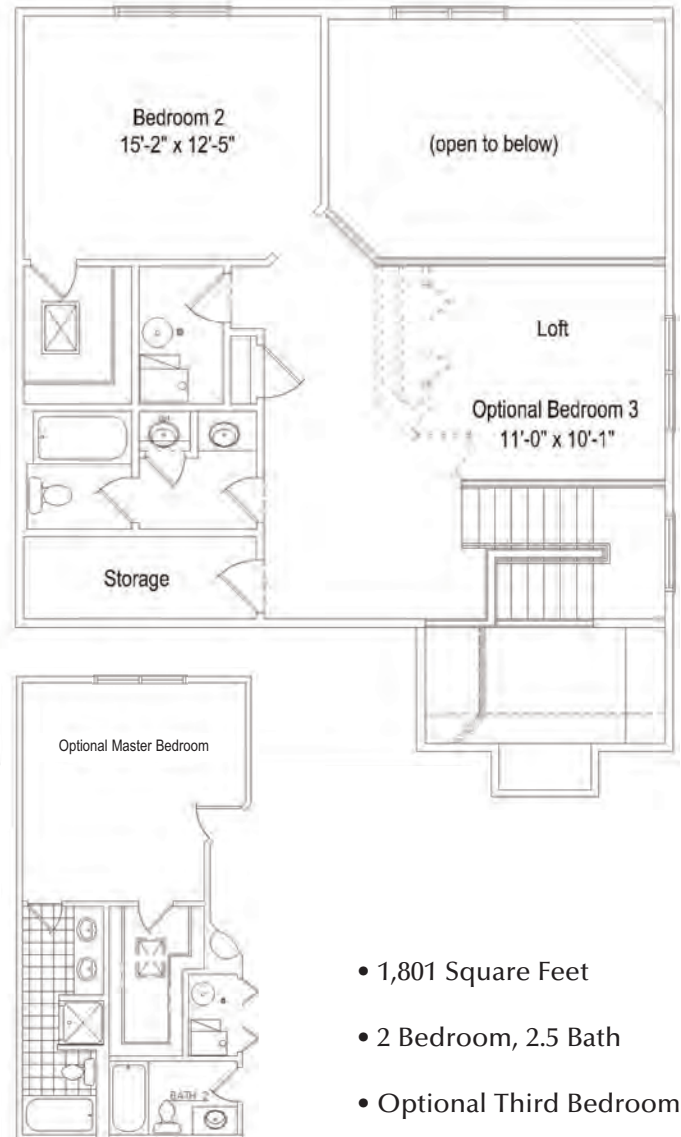 Bedroom 2
15'-2" x 12'-5"
(open to below)
Loft
Optional Bedroom 3
11'-0" x 10'-1"
Storage
Optional Master Bedroom
BATH 2
• 1,801 Square Feet
• 2 Bedroom, 2.5 Bath
• Optional Third Bedroom